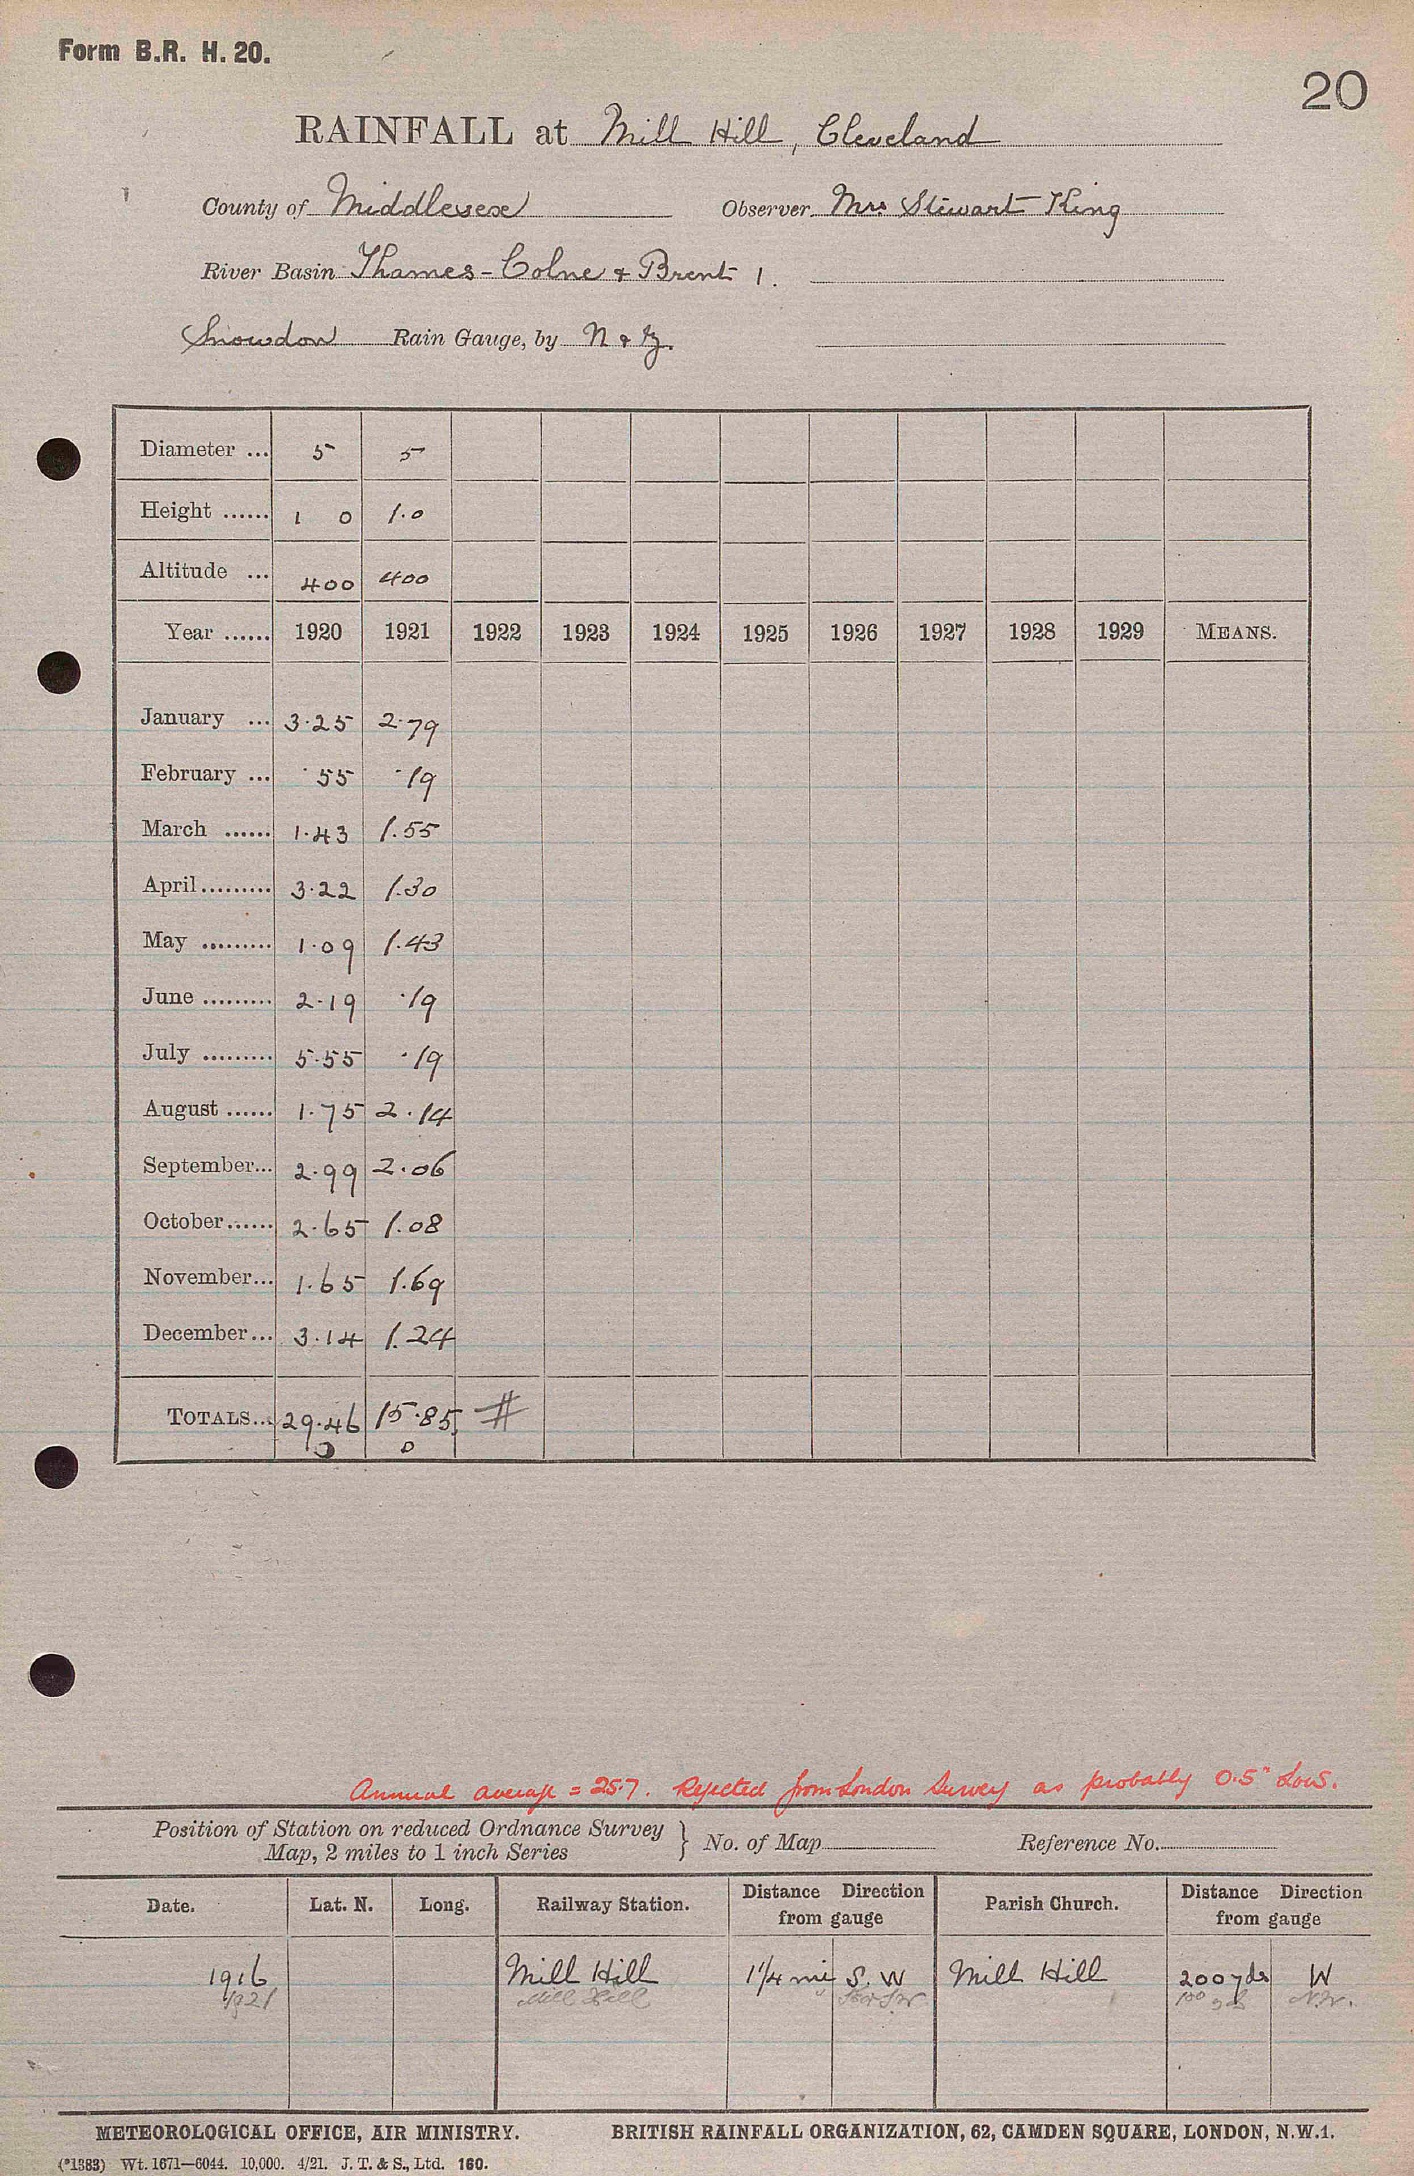 Form B.R. H. 20.
20
RAINFALL at Mill Hill, Cleveland
County of Middlesex Observer Mrs Stewart King
River Basin Thames - Colne & Brent 1.
Snowdon Rain Gauge, by N & Z.
Diameter ... 5 5
Height ...... 1 0 1.0
Altitude ... 400 400
Year ...... 1920 1921 1922 1923 1924 1925 1926 1927 1928 1929 MEANS.
January ... 3.25 2.79
February ... .55 .19
March ...... 1.43 1.55
April ......... 3.22 1.30
May ......... 1.09 1.43
June ......... 2.19 .19
July ......... 5.55 .19
August ...... 1.75 2.14
September... 2.99 2.06
October ...... 2.65 1.08
November... 1.65 1.69
December... 3.14 1.24
TOTALS... 29.46 15.85 #
Annual average = 25.7. Rejected from London Survey as probably 0.5" Low.
Position of Station on reduced Ordnance Survey
Map, 2 miles to 1 inch Series } No. of Map Reference No.
Date. Lat. N. Long. Railway Station. Distance Direction from gauge Parish Church. Distance Direction from gauge
1916 Mill Hill 1¼ mi S. W Mill Hill 200 yds W
1921 Mill Hill 100 yds N.W.
METEOROLOGICAL OFFICE, AIR MINISTRY. BRITISH RAINFALL ORGANIZATION, 62, CAMDEN SQUARE, LONDON, N.W.1.
(*1383) Wt. 1671—6044. 10,000. 4/21. J. T. & S., Ltd. 160.